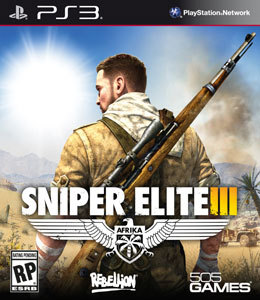 PS3
PlayStation®Network
SNIPER ELITE III
AFRIKA
RATING PENDING
RP
ESRB
REBELLION
505
GAMES